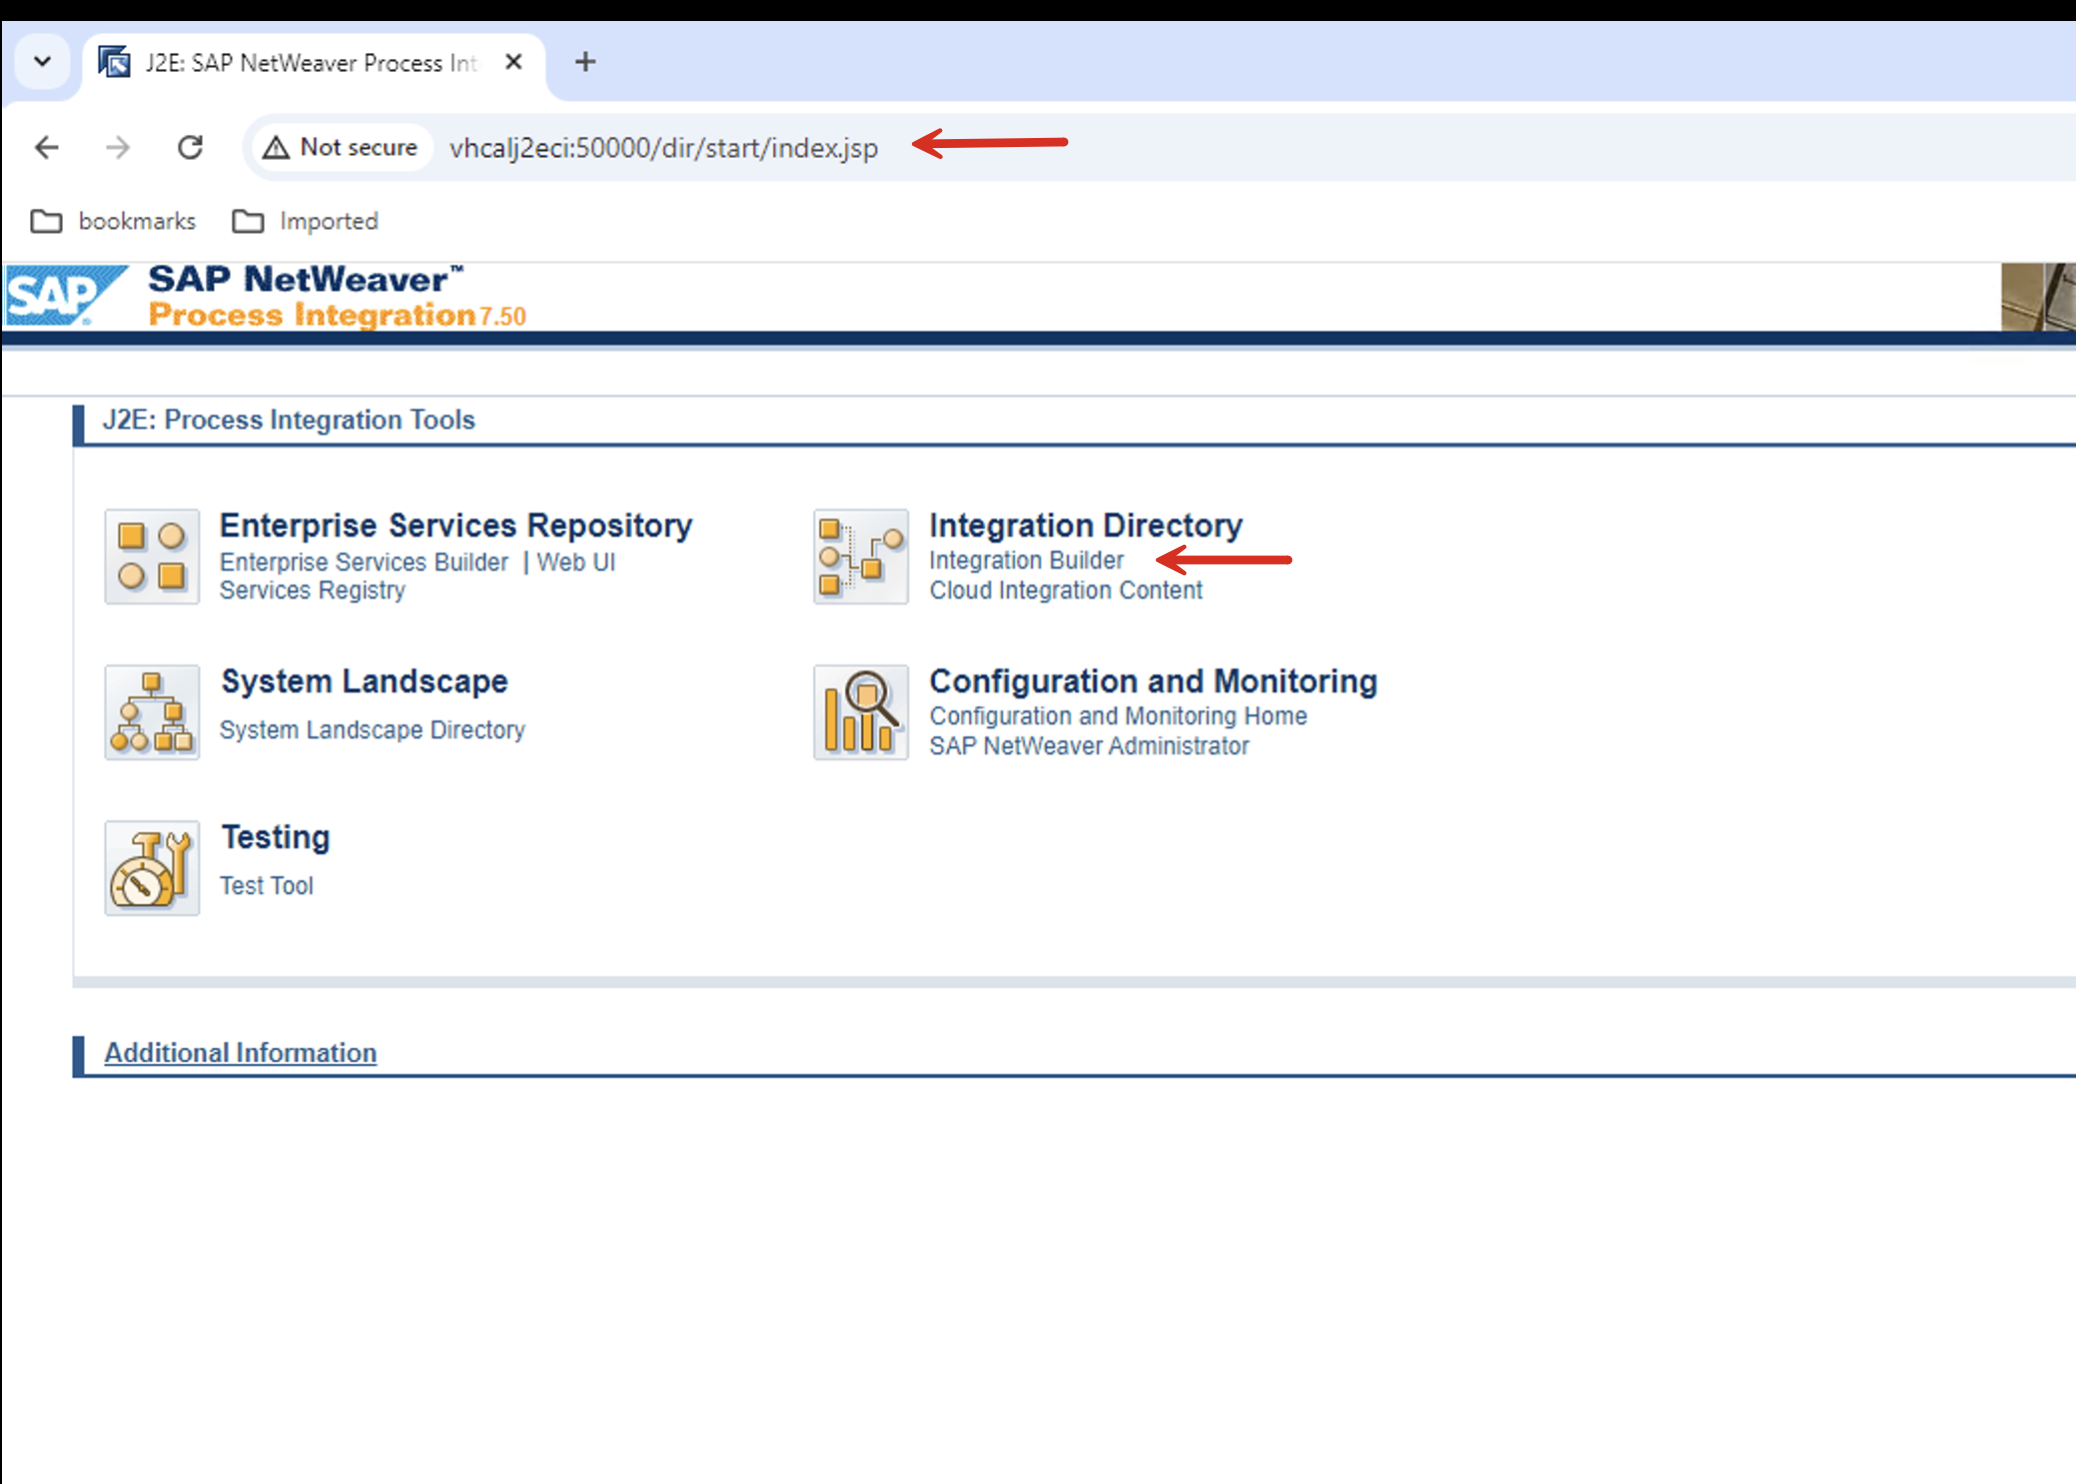 J2E: SAP NetWeaver Process Int
Not secure
vhcalj2eci:50000/dir/start/index.jsp
bookmarks
Imported
SAP
SAP NetWeaver™
Process Integration 7.50
J2E: Process Integration Tools
Enterprise Services Repository
Enterprise Services Builder | Web UI
Services Registry
Integration Directory
Integration Builder
Cloud Integration Content
System Landscape
System Landscape Directory
Configuration and Monitoring
Configuration and Monitoring Home
SAP NetWeaver Administrator
Testing
Test Tool
Additional Information